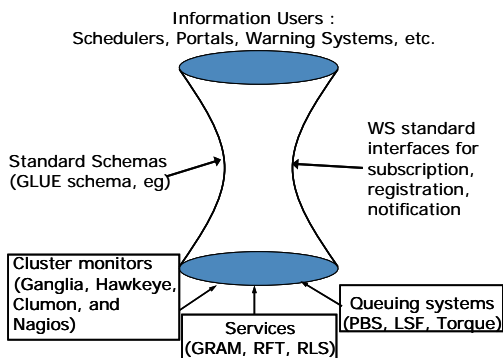 Information Users :
Schedulers, Portals, Warning Systems, etc.
Standard Schemas
(GLUE schema, eg)
WS standard
interfaces for
subscription,
registration,
notification
Cluster monitors
(Ganglia, Hawkeye,
Clumon, and
Nagios)
Services
(GRAM, RFT, RLS)
Queuing systems
(PBS, LSF, Torque)